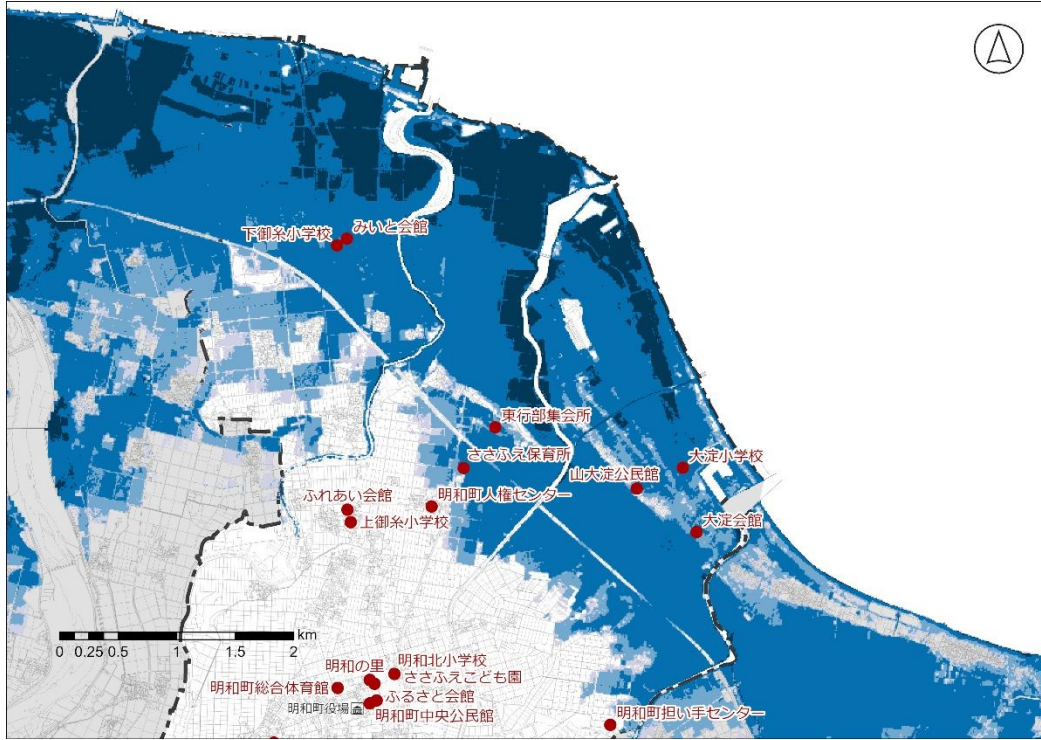 みいと会館
下御糸小学校
東行部集会所
ささふえ保育所
大淀小学校
山大淀公民館
ふれあい会館
明和町人権センター
上御糸小学校
大淀会館
0 0.25 0.5 1 1.5 2 km
明和の里
明和北小学校
ささふえこども園
明和町総合体育館
ふるさと会館
明和町役場
明和町中央公民館
明和町担い手センター